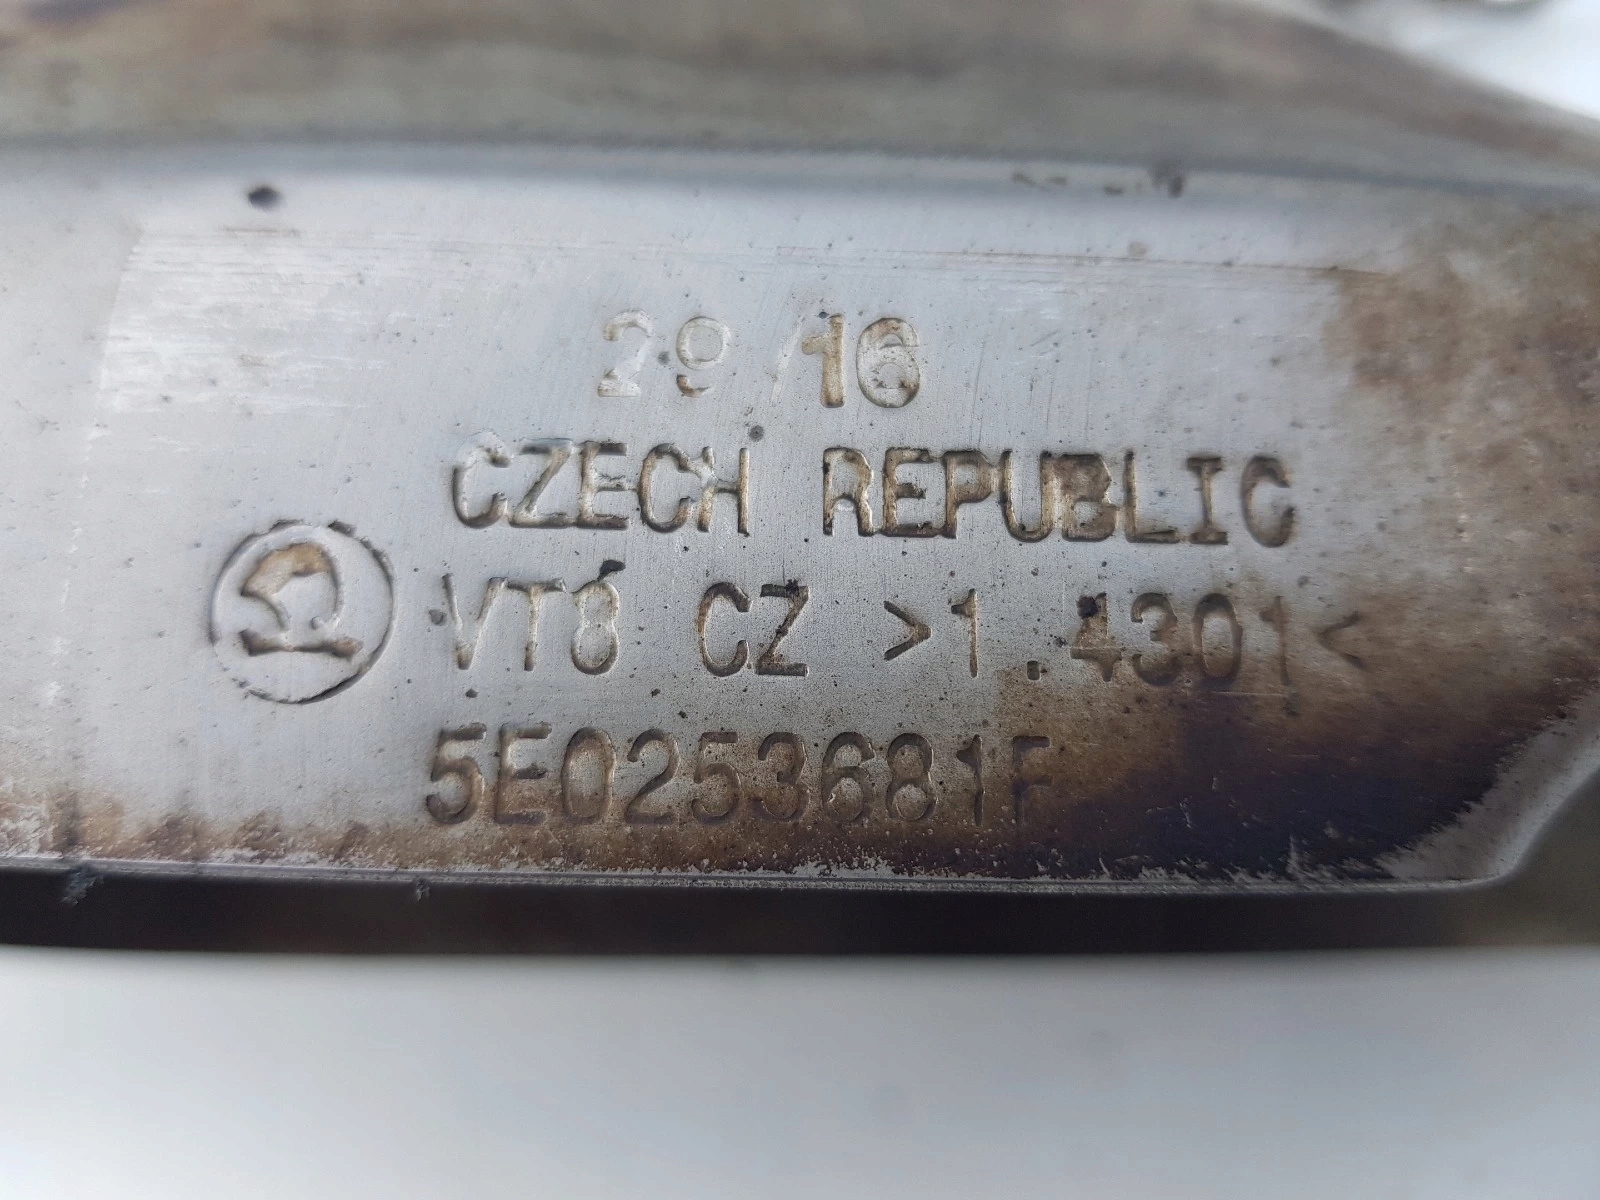 29/16
CZECH REPUBLIC
VT8 CZ >1.4301<
5E0253681F